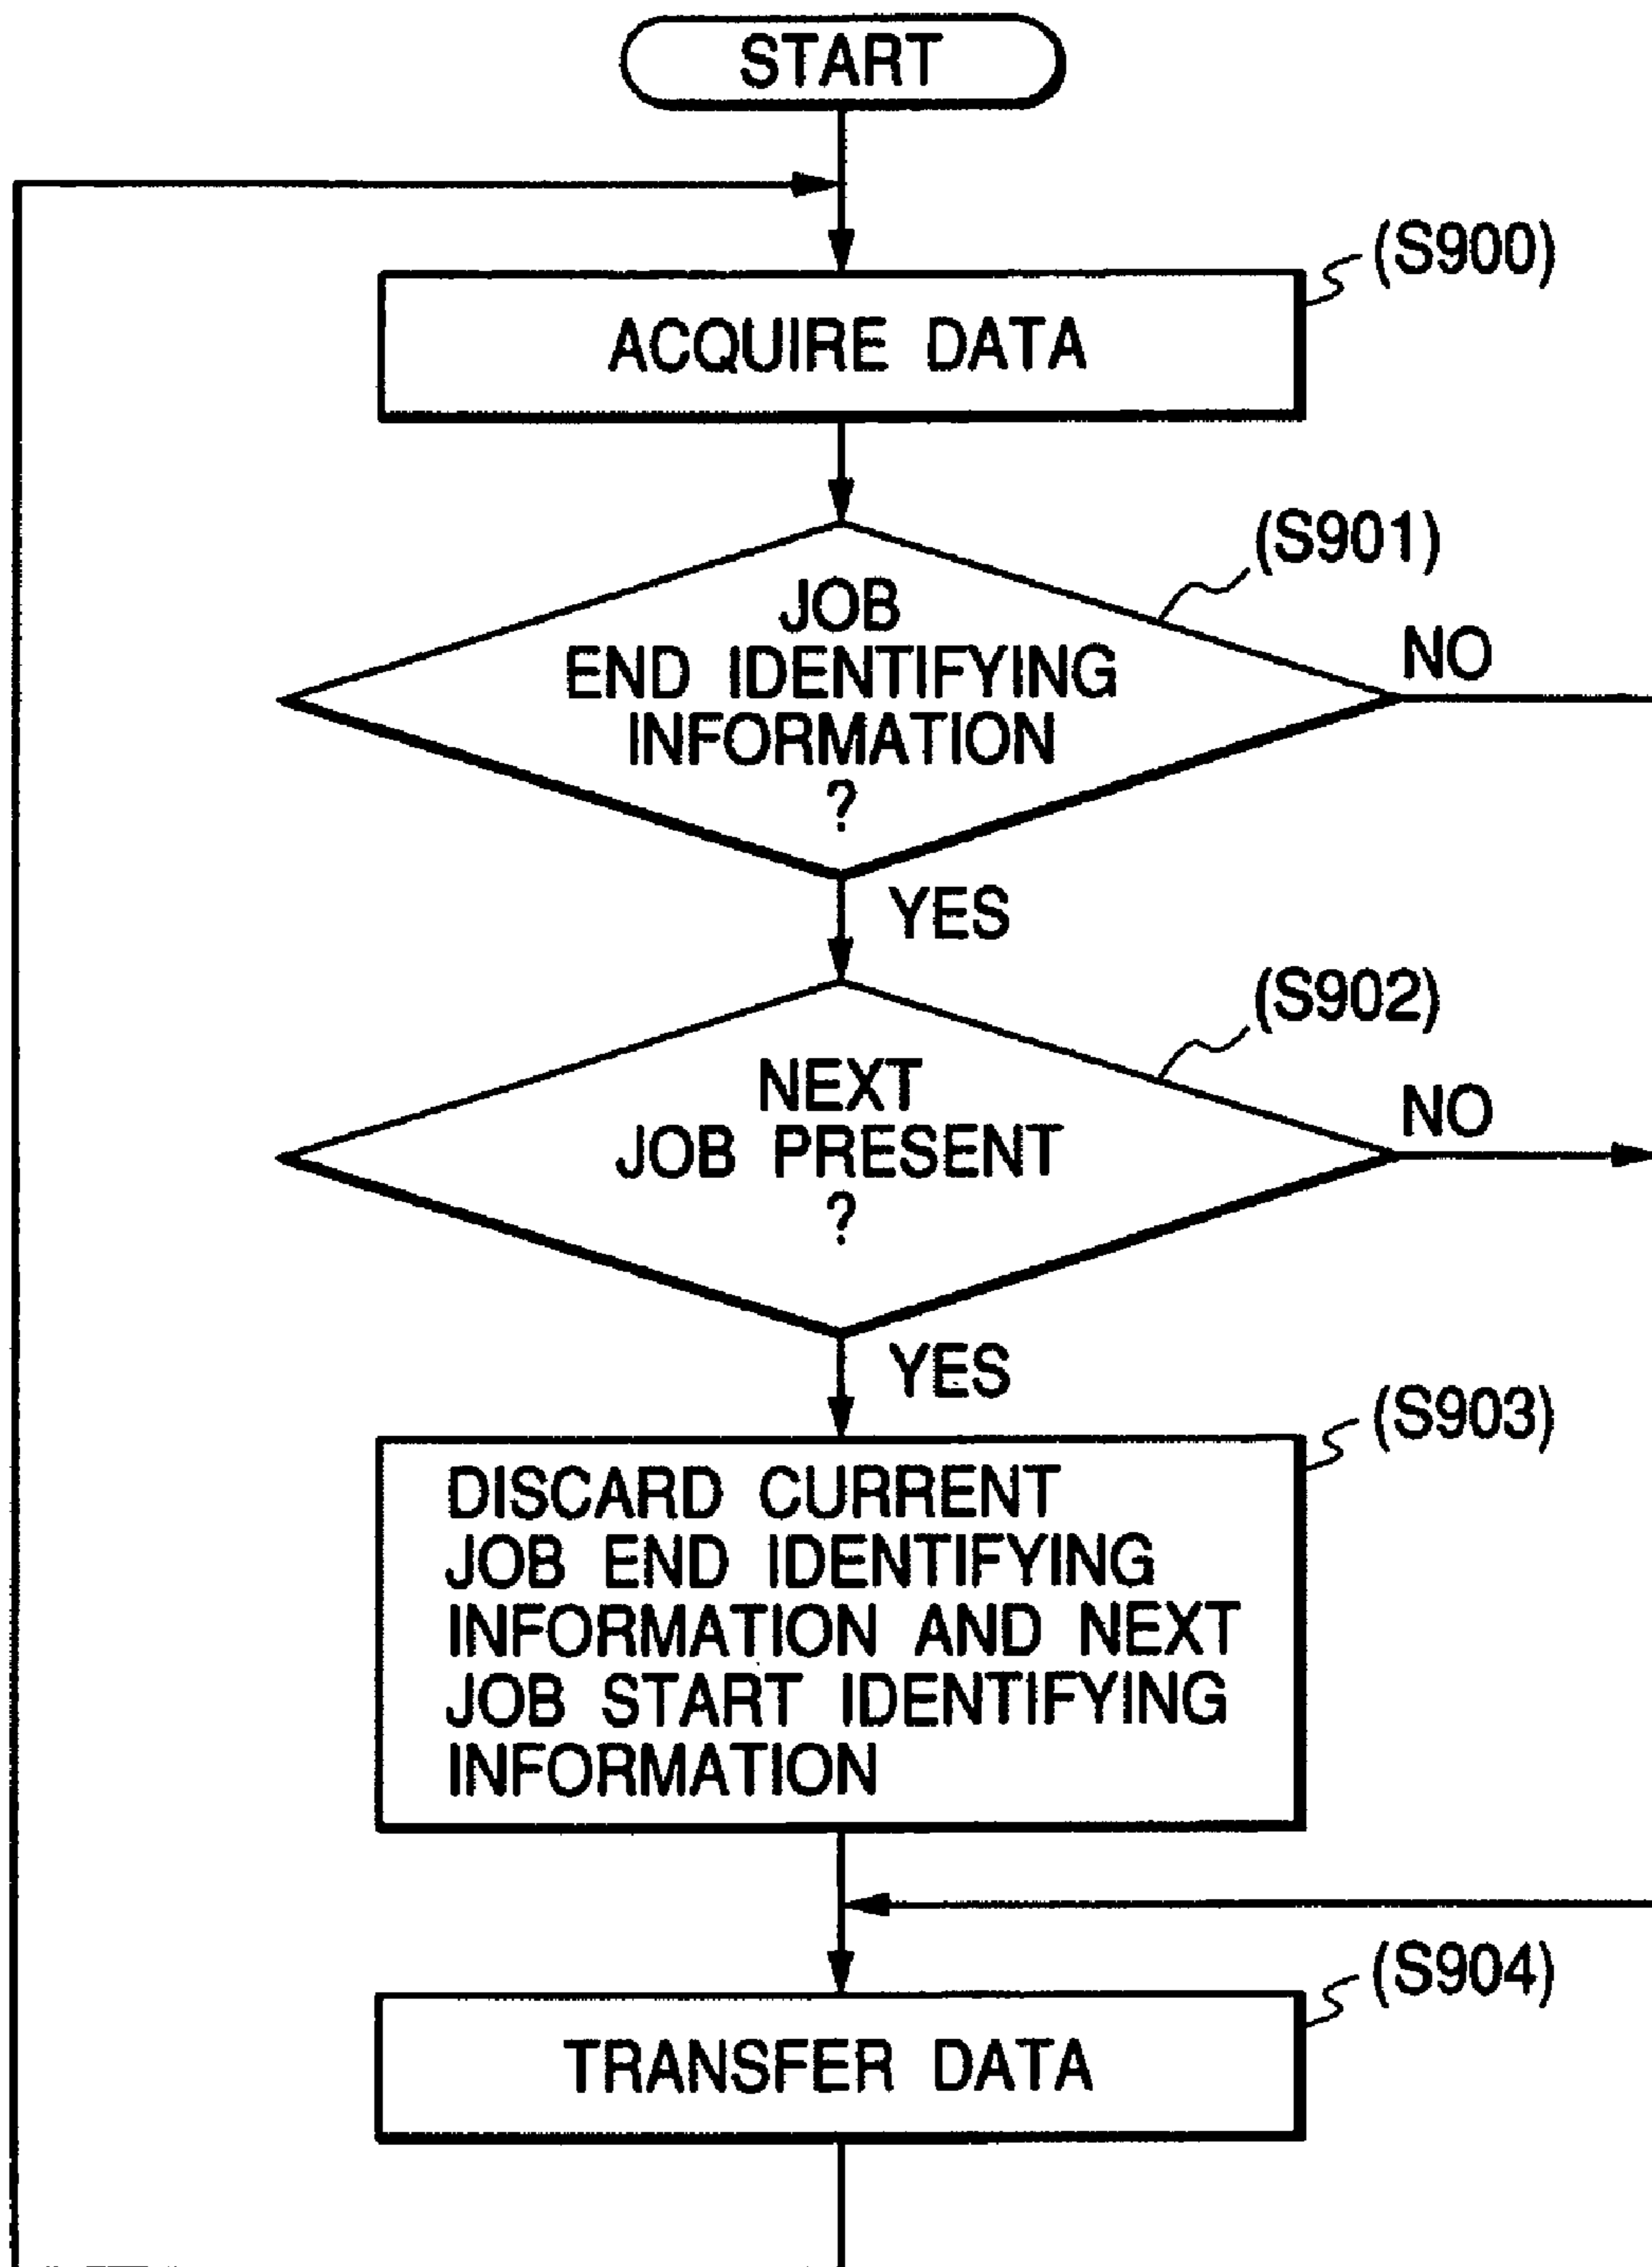 START
(S900)
ACQUIRE DATA
(S901)
JOB
END IDENTIFYING
INFORMATION
?
NO
YES
(S902)
NEXT
JOB PRESENT
?
NO
YES
(S903)
DISCARD CURRENT
JOB END IDENTIFYING
INFORMATION AND NEXT
JOB START IDENTIFYING
INFORMATION
(S904)
TRANSFER DATA